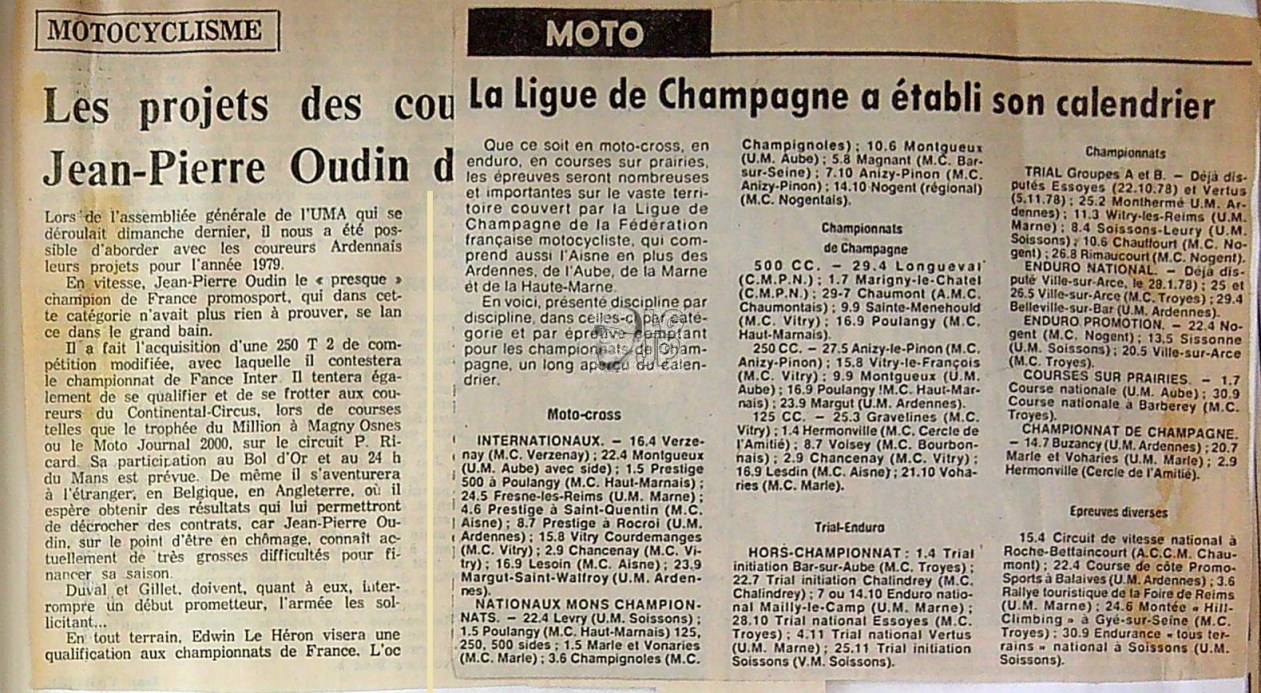 MOTOCYCLISME
Les projets des cou
Jean-Pierre Oudin d
Lors de l'assemblée générale de l'UMA qui se
déroulait dimanche dernier, il nous a été pos-
sible d'aborder avec les coureurs Ardennais
leurs projets pour l'année 1979.
En vitesse, Jean-Pierre Oudin le « presque »
champion de France promosport, qui dans cet-
te catégorie n'avait plus rien à prouver, se lan
ce dans le grand bain.
Il a fait l'acquisition d'une 250 T 2 de com-
pétition modifiée, avec laquelle il contestera
le championnat de Fance Inter. Il tentera éga-
lement de se qualifier et de se frotter aux cou-
reurs du Continental-Circus, lors de courses
telles que le trophée du Million à Magny Osnes
ou le Moto Journal 2000, sur le circuit P. Ri-
card. Sa participation au Bol d'Or et au 24 h
du Mans est prévue. De même il s'aventurera
à l'étranger, en Belgique, en Angleterre, où il
espère obtenir des résultats qui lui permettront
de décrocher des contrats, car Jean-Pierre Ou-
din, sur le point d'être en chômage, connaît ac-
tuellement de très grosses difficultés pour fi-
nancer sa saison.
Duval et Gillet, doivent, quant à eux, inter-
rompre un début prometteur, l'armée les sol-
licitant...
En tout terrain, Edwin Le Héron visera une
qualification aux championnats de France. L'oc
MOTO
La Ligue de Champagne a établi son calendrier
Que ce soit en moto-cross, en
enduro, en courses sur prairies,
les épreuves seront nombreuses
et importantes sur le vaste terri-
toire couvert par la Ligue de
Champagne de la Fédération
française motocycliste, qui com-
prend aussi l'Aisne en plus des
Ardennes, de l'Aube, de la Marne
et de la Haute-Marne.
En voici, présenté discipline par
discipline, dans celles-ci par caté-
gorie et par épreuve comptant
pour les championnats de Cham-
pagne, un long aperçu du calen-
drier.
Moto-cross
INTERNATIONAUX. – 16.4 Verze-
nay (M.C. Verzenay) ; 22.4 Montgueux
(U.M. Aube) avec side) ; 1.5 Prestige
500 à Poulangy (M.C. Haut-Marnais) ;
24.5 Fresne-les-Reims (U.M. Marne) ;
4.6 Prestige à Saint-Quentin (M.C.
Aisne) ; 8.7 Prestige à Rocroi (U.M.
Ardennes) ; 15.8 Vitry Courdemanges
(M.C. Vitry) ; 2.9 Chancenay (M.C. Vi-
try) ; 16.9 Lesoin (M.C. Aisne) ; 23.9
Margut-Saint-Walfroy (U.M. Arden-
nes).
NATIONAUX MONS CHAMPION-
NATS. – 22.4 Levry (U.M. Soissons) ;
1.5 Poulangy (M.C. Haut-Marnais) 125,
250, 500 sides ; 1.5 Marle et Vonaries
(M.C. Marle) ; 3.6 Champignoles (M.C.
Champignoles) ; 10.6 Montgueux
(U.M. Aube) ; 5.8 Magnant (M.C. Bar-
sur-Seine) ; 7.10 Anizy-Pinon (M.C.
Anizy-Pinon) ; 14.10 Nogent (régional)
(M.C. Nogentais).
Championnats
de Champagne
500 CC. – 29.4 Longueval
(C.M.P.N.) ; 1.7 Marigny-le-Chatel
(C.M.P.N.) ; 29-7 Chaumont (A.M.C.
Chaumontais) ; 9.9 Sainte-Menehould
(M.C. Vitry) ; 16.9 Poulangy (M.C.
Haut-Marnais).
250 CC. – 27.5 Anizy-le-Pinon (M.C.
Anizy-Pinon) ; 15.8 Vitry-le-François
(M.C. Vitry) ; 9.9 Montgueux (U.M.
Aube) ; 16.9 Poulangy !M.C. Haut-Mar-
nais) ; 23.9 Margut (U.M. Ardennes).
125 CC. – 25.3 Gravelines (M.C.
Vitry) ; 1.4 Hermonville (M.C. Cercle de
l'Amitié) ; 8.7 Voisey (M.C. Bourbon-
nais) ; 2.9 Chancenay (M.C. Vitry) ;
16.9 Lesdin (M.C. Aisne) ; 21.10 Voha-
ries (M.C. Marle).
Trial-Enduro
HORS-CHAMPIONNAT : 1.4 Trial
initiation Bar-sur-Aube (M.C. Troyes) ;
22.7 Trial initiation Chalindrey (M.C.
Chalindrey) ; 7 ou 14.10 Enduro natio-
nal Mailly-le-Camp (U.M. Marne) ;
28.10 Trial national Essoyes (M.C.
Troyes) ; 4.11 Trial national Vertus
(U.M. Marne) ; 25.11 Trial initiation
Soissons (V.M. Soissons).
Championnats
TRIAL Groupes A et B. – Déjà dis-
putés Essoyes (22.10.78) et Vertus
(5.11.78) ; 25.2 Monthermé U.M. Ar-
dennes) ; 11.3 Witry-les-Reims (U.M.
Marne) ; 8.4 Soissons-Leury (U.M.
Soissons) ; 10.6 Chauffourt (M.C. No-
gent) ; 26.8 Rimaucourt (M.C. Nogent).
ENDURO NATIONAL. – Déjà dis-
puté Ville-sur-Arce, le 28.1.78) ; 25 et
26.5 Ville-sur-Arce (M.C. Troyes) ; 29.4
Belleville-sur-Bar (U.M. Ardennes).
ENDURO PROMOTION. – 22.4 No-
gent (M.C. Nogent) ; 13.5 Sissonne
(U.M. Soissons) ; 20.5 Ville-sur-Arce
(M.C. Troyes).
COURSES SUR PRAIRIES. – 1.7
Course nationale (U.M. Aube) ; 30.9
Course nationale à Barberey (M.C.
Troyes).
CHAMPIONNAT DE CHAMPAGNE.
– 14.7 Buzancy (U.M. Ardennes) ; 20.7
Marle et Voharies (U.M. Marle) ; 2.9
Hermonville (Cercle de l'Amitié).
Epreuves diverses
15.4 Circuit de vitesse national à
Roche-Bettaincourt (A.C.C.M. Chau-
mont) ; 22.4 Course de côte Promo-
Sports à Balaives (U.M. Ardennes) ; 3.6
Rallye touristique de la Foire de Reims
(U.M. Marne) ; 24.6 Montée « Hill-
Climbing » à Gyé-sur-Seine (M.C.
Troyes) ; 30.9 Endurance « tous ter-
rains » national à Soissons (U.M.
Soissons).